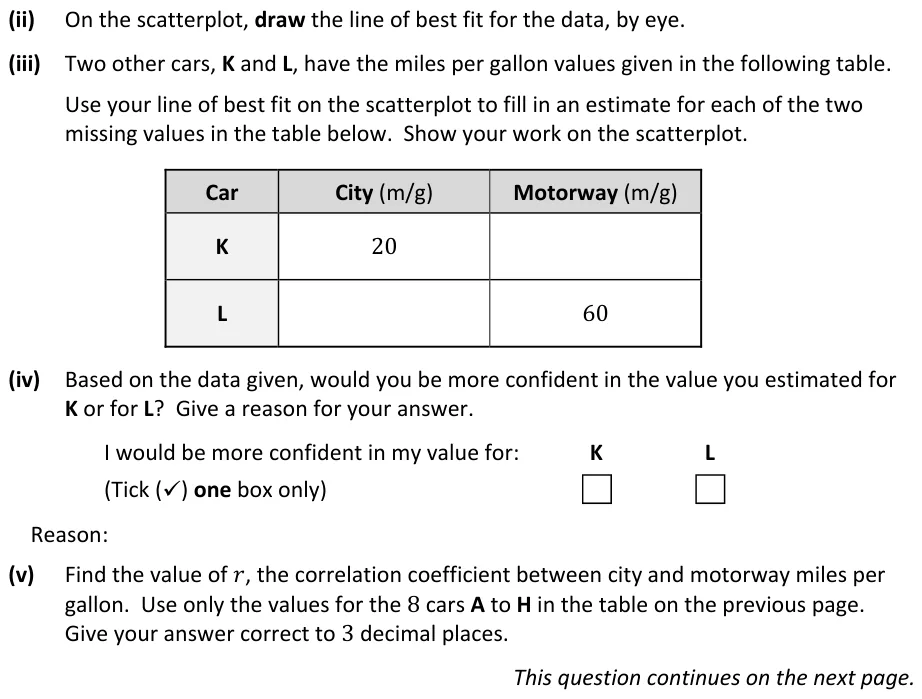 (ii) On the scatterplot, draw the line of best fit for the data, by eye.
(iii) Two other cars, K and L, have the miles per gallon values given in the following table.
Use your line of best fit on the scatterplot to fill in an estimate for each of the two
missing values in the table below. Show your work on the scatterplot.
Car City (m/g) Motorway (m/g)
K 20
L 60
(iv) Based on the data given, would you be more confident in the value you estimated for
K or for L? Give a reason for your answer.
I would be more confident in my value for: K L
(Tick (✓) one box only)
Reason:
(v) Find the value of r, the correlation coefficient between city and motorway miles per
gallon. Use only the values for the 8 cars A to H in the table on the previous page.
Give your answer correct to 3 decimal places.
This question continues on the next page.